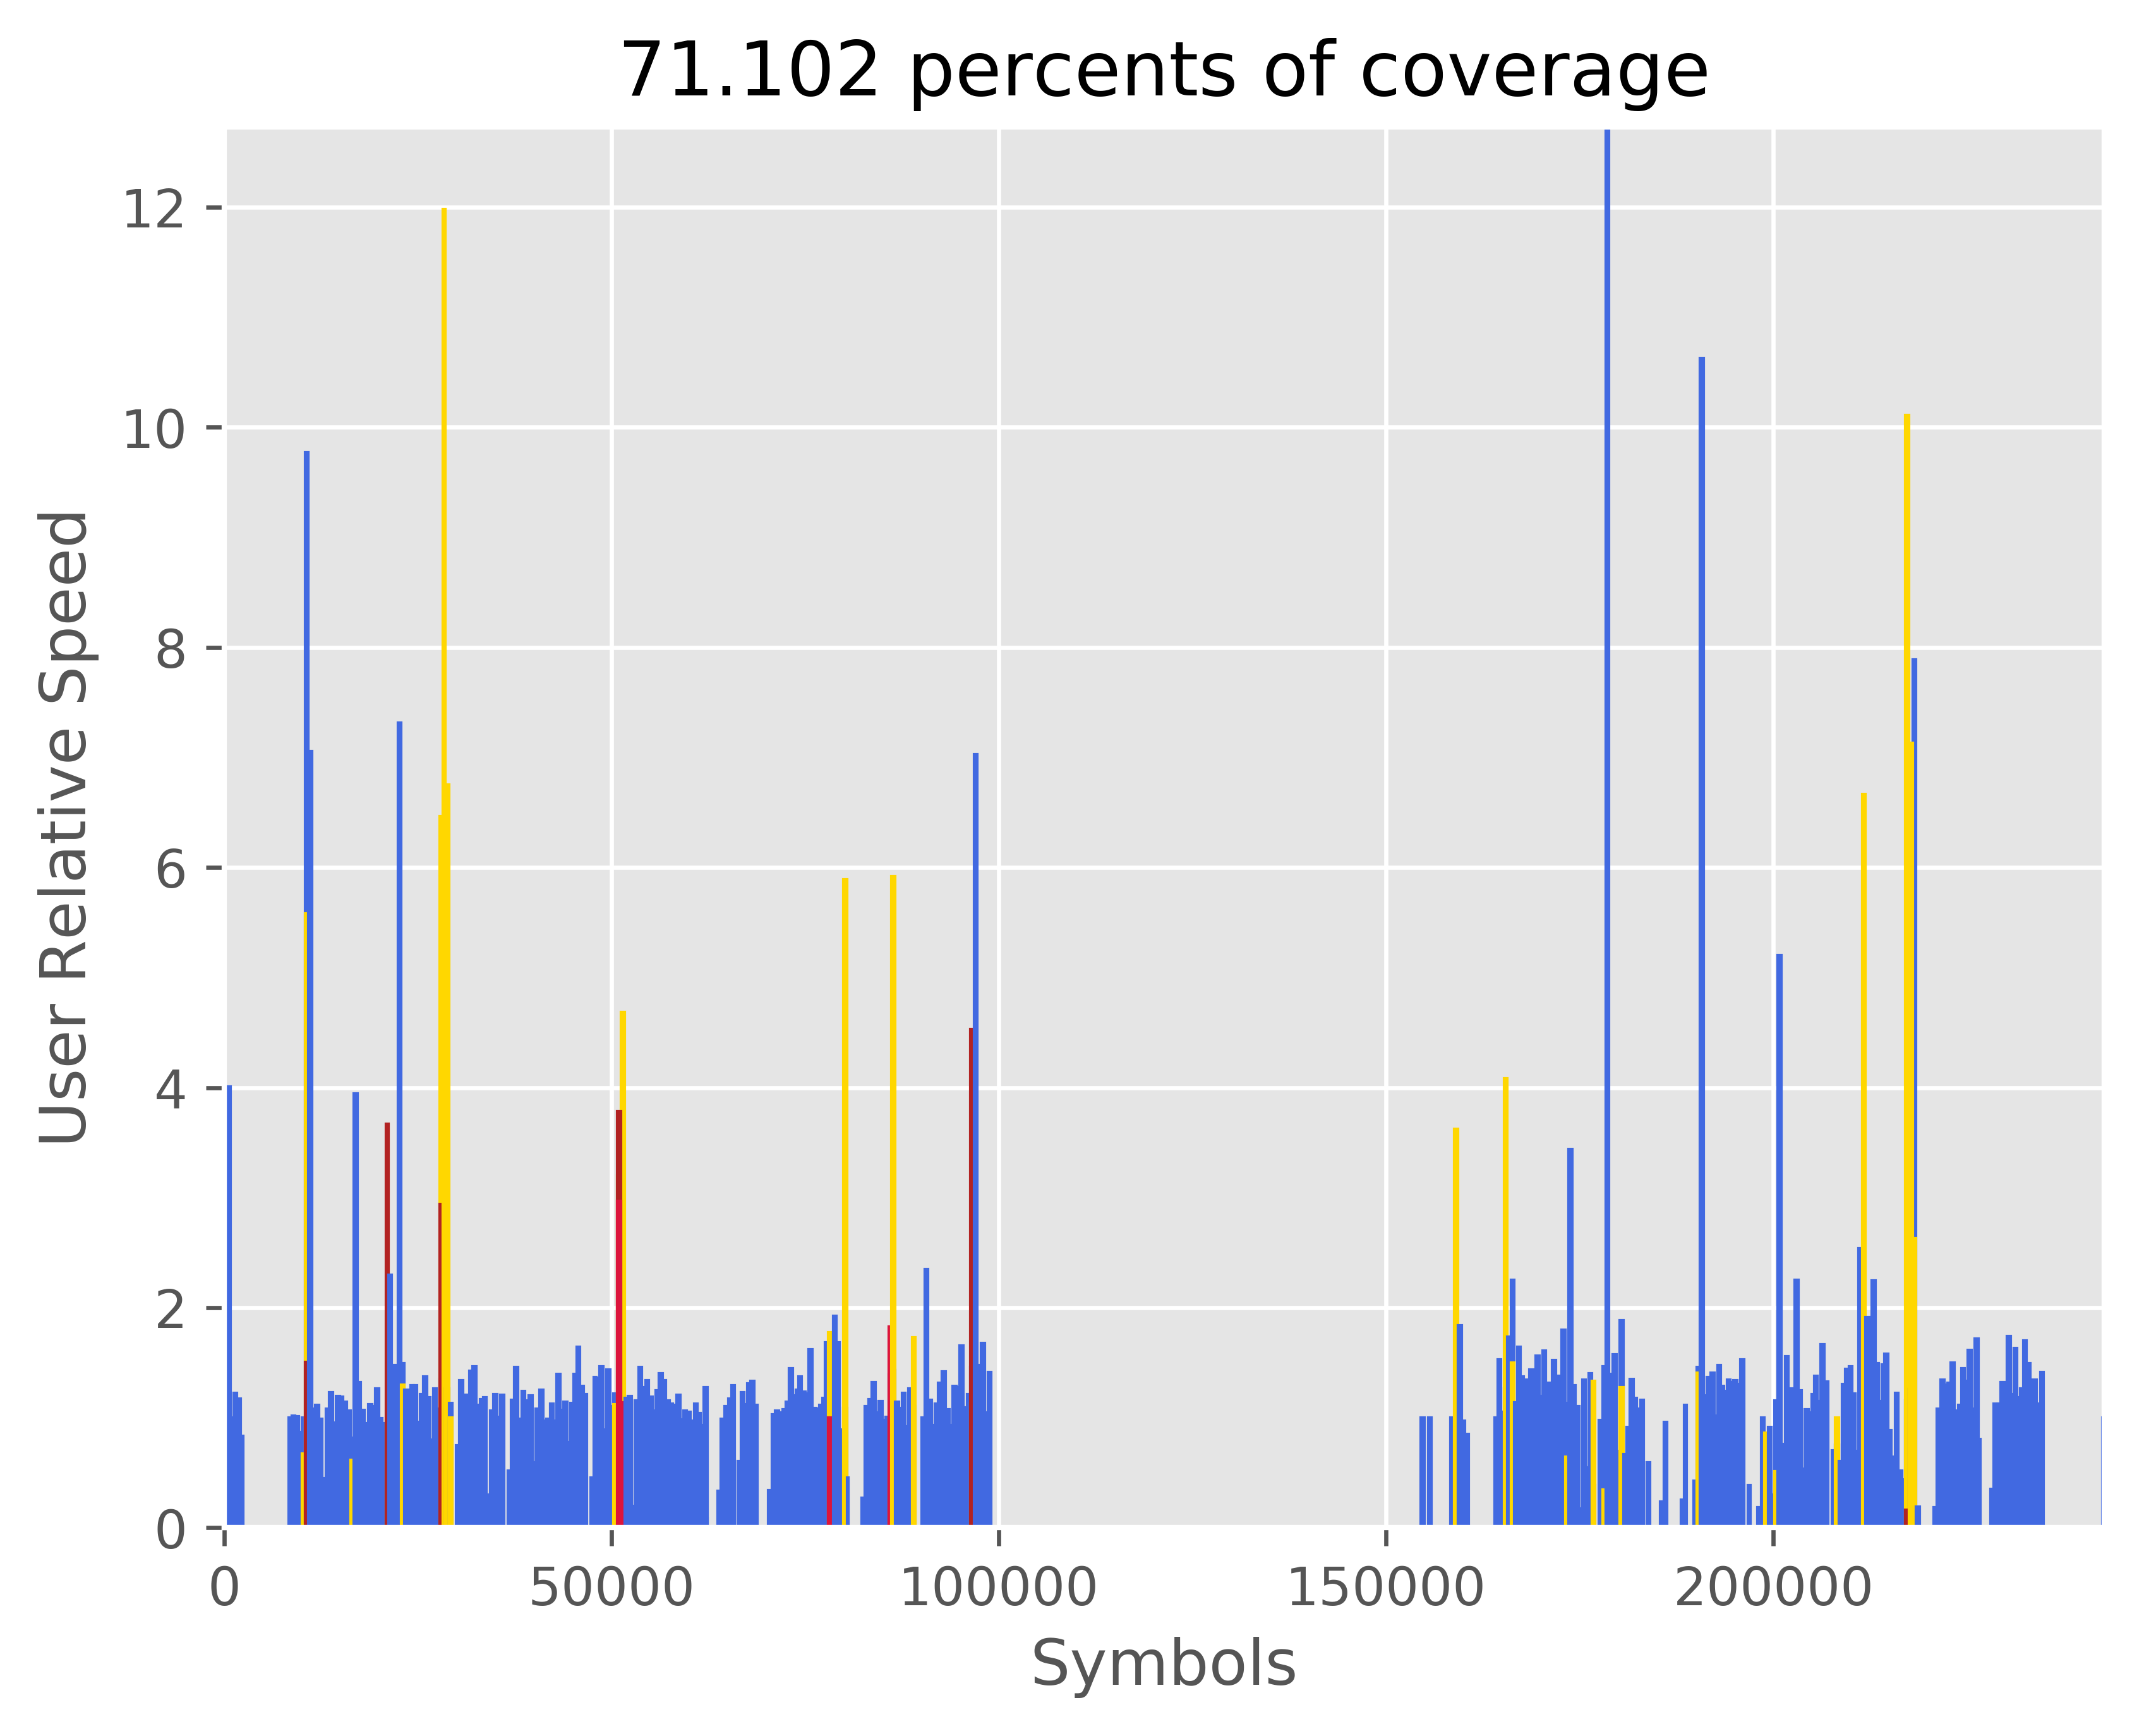 71.102 percents of coverage
12
10
8
6
4
2
0
User Relative Speed
0 50000 100000 150000 200000
Symbols